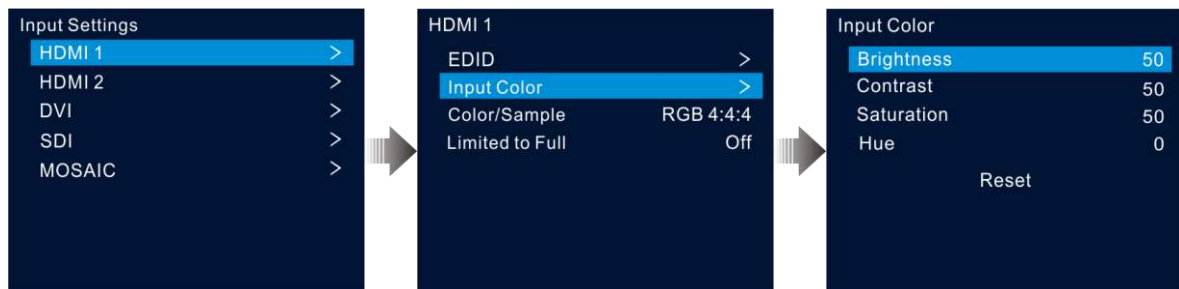 Input Settings
HDMI 1 >
HDMI 2 >
DVI >
SDI >
MOSAIC >
HDMI 1
EDID >
Input Color >
Color/Sample RGB 4:4:4
Limited to Full Off
Input Color
Brightness 50
Contrast 50
Saturation 50
Hue 0
Reset